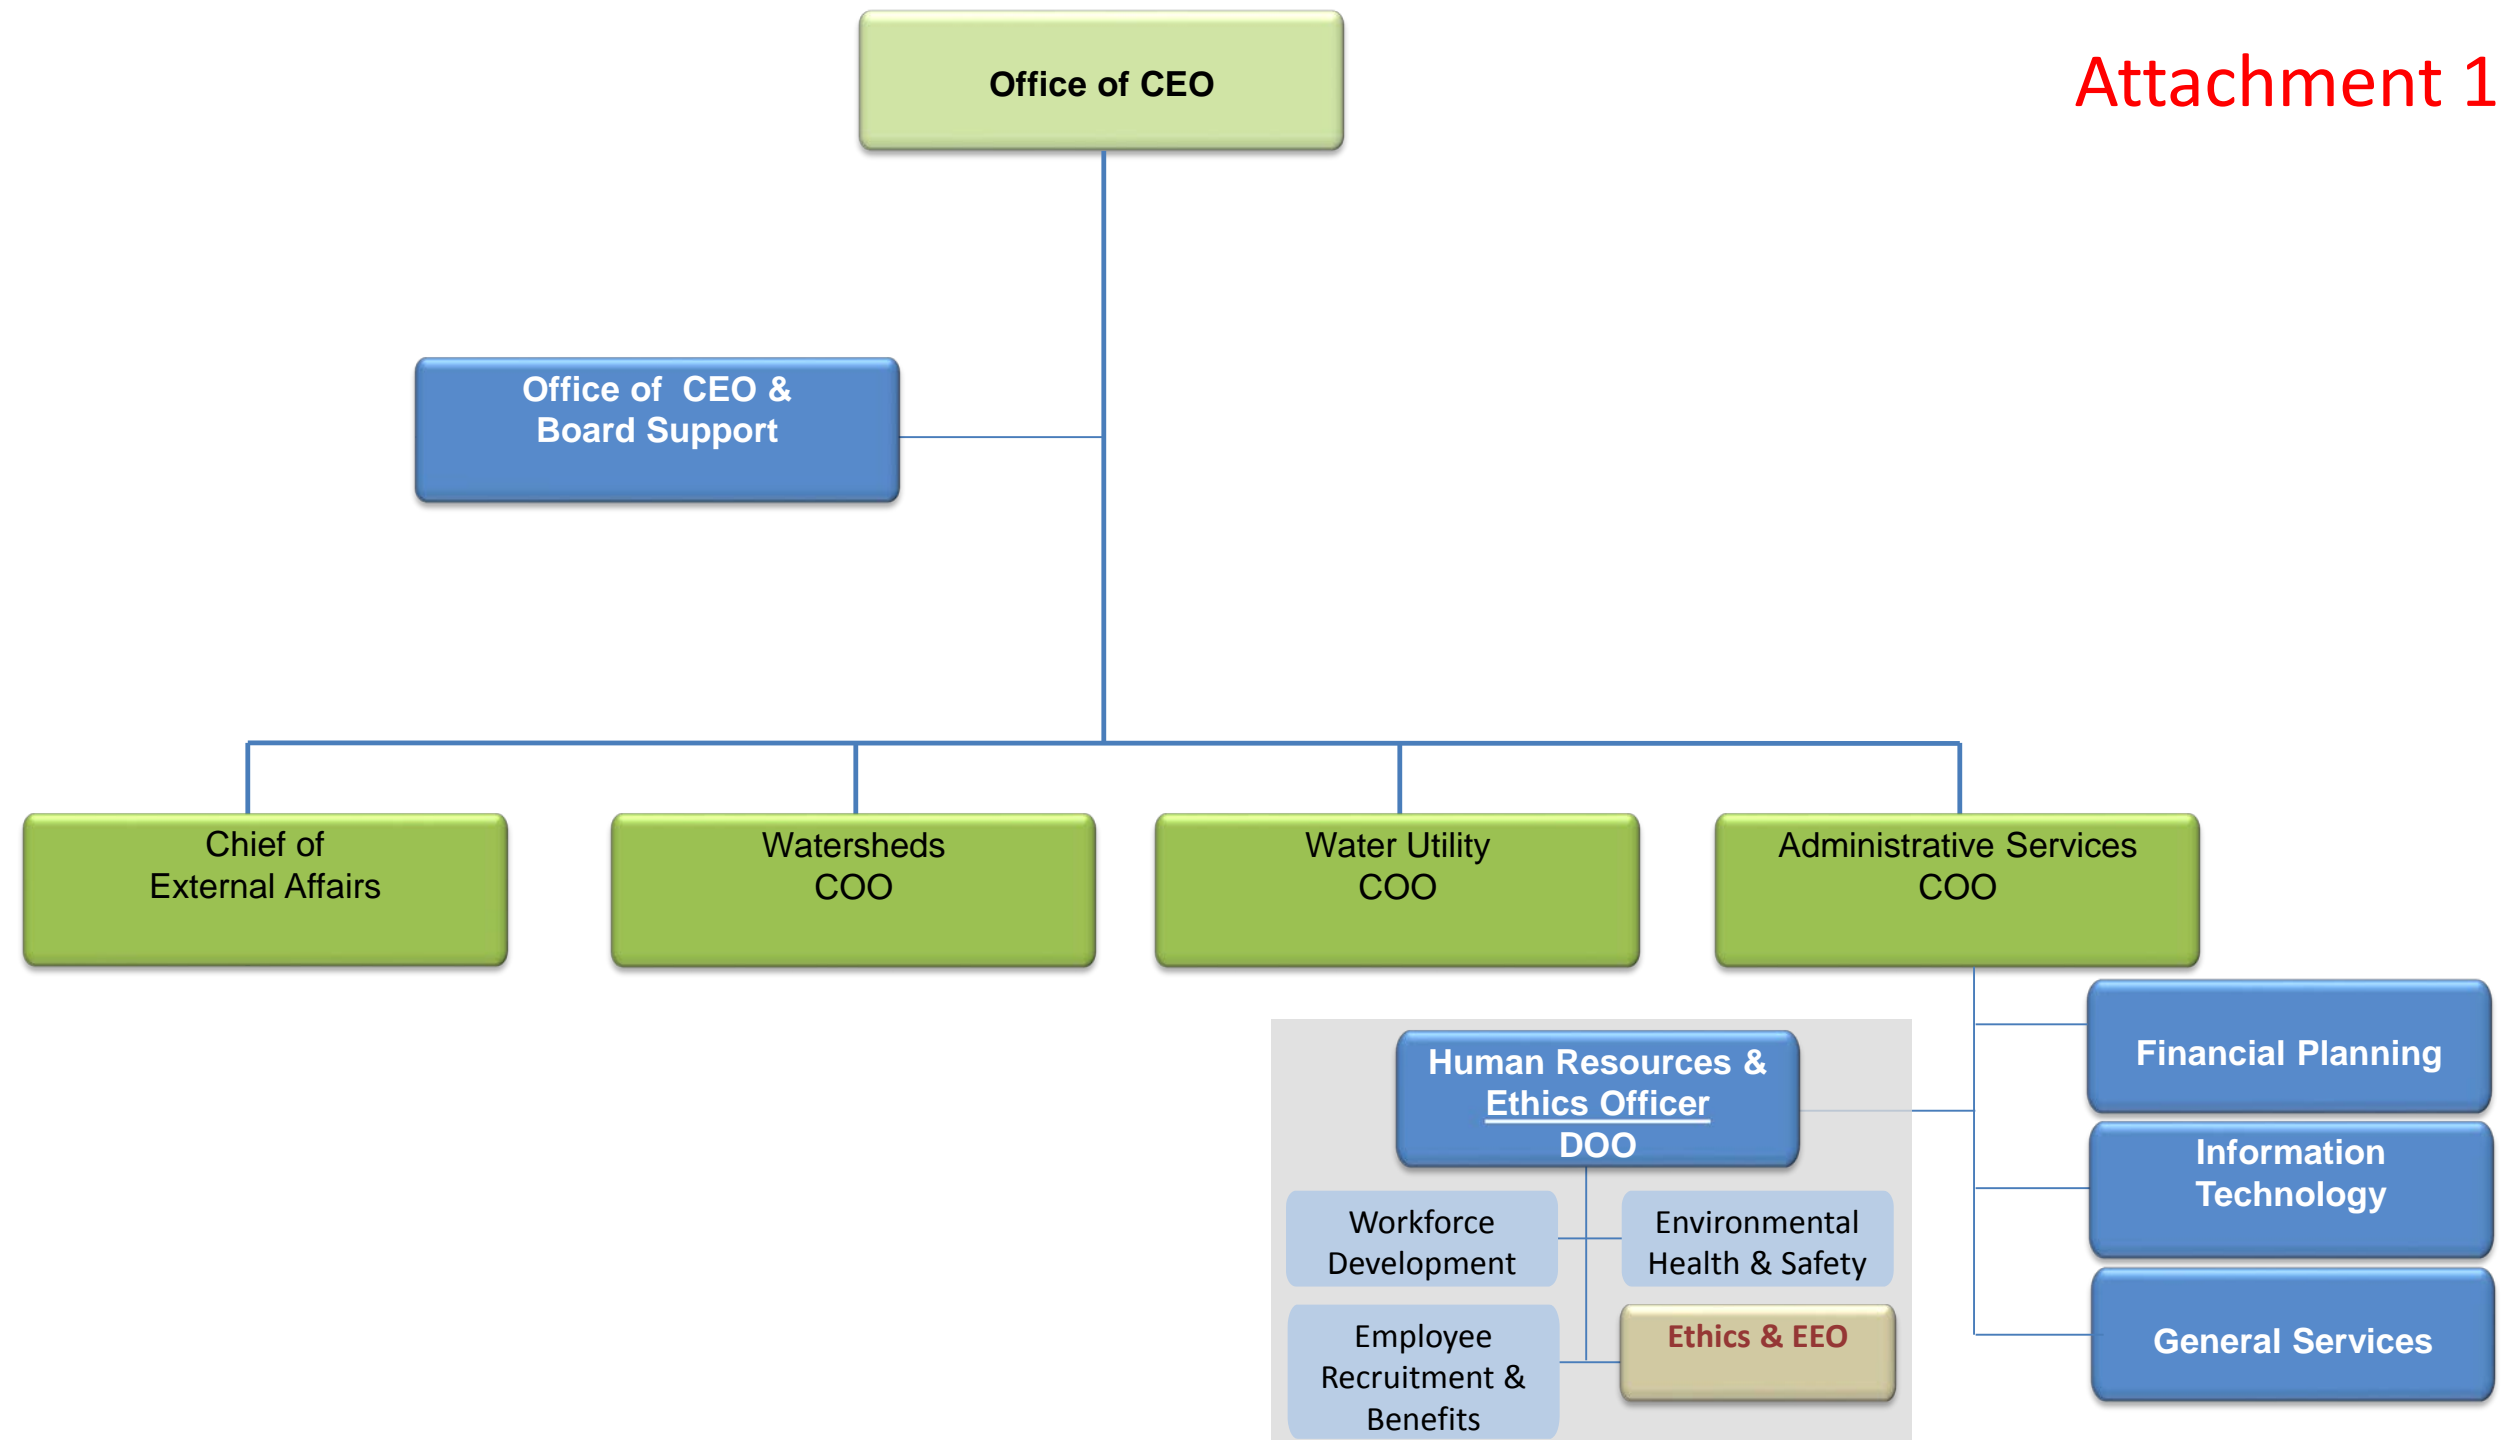 Office of CEO
Attachment 1
Office of  CEO &
Board Support
Chief of
External Affairs
Watersheds
COO
Water Utility
COO
Administrative Services
COO
Human Resources &
Ethics Officer
DOO
Financial Planning
Information
Technology
General Services
Workforce
Development
Environmental
Health & Safety
Employee
Recruitment &
Benefits
Ethics & EEO